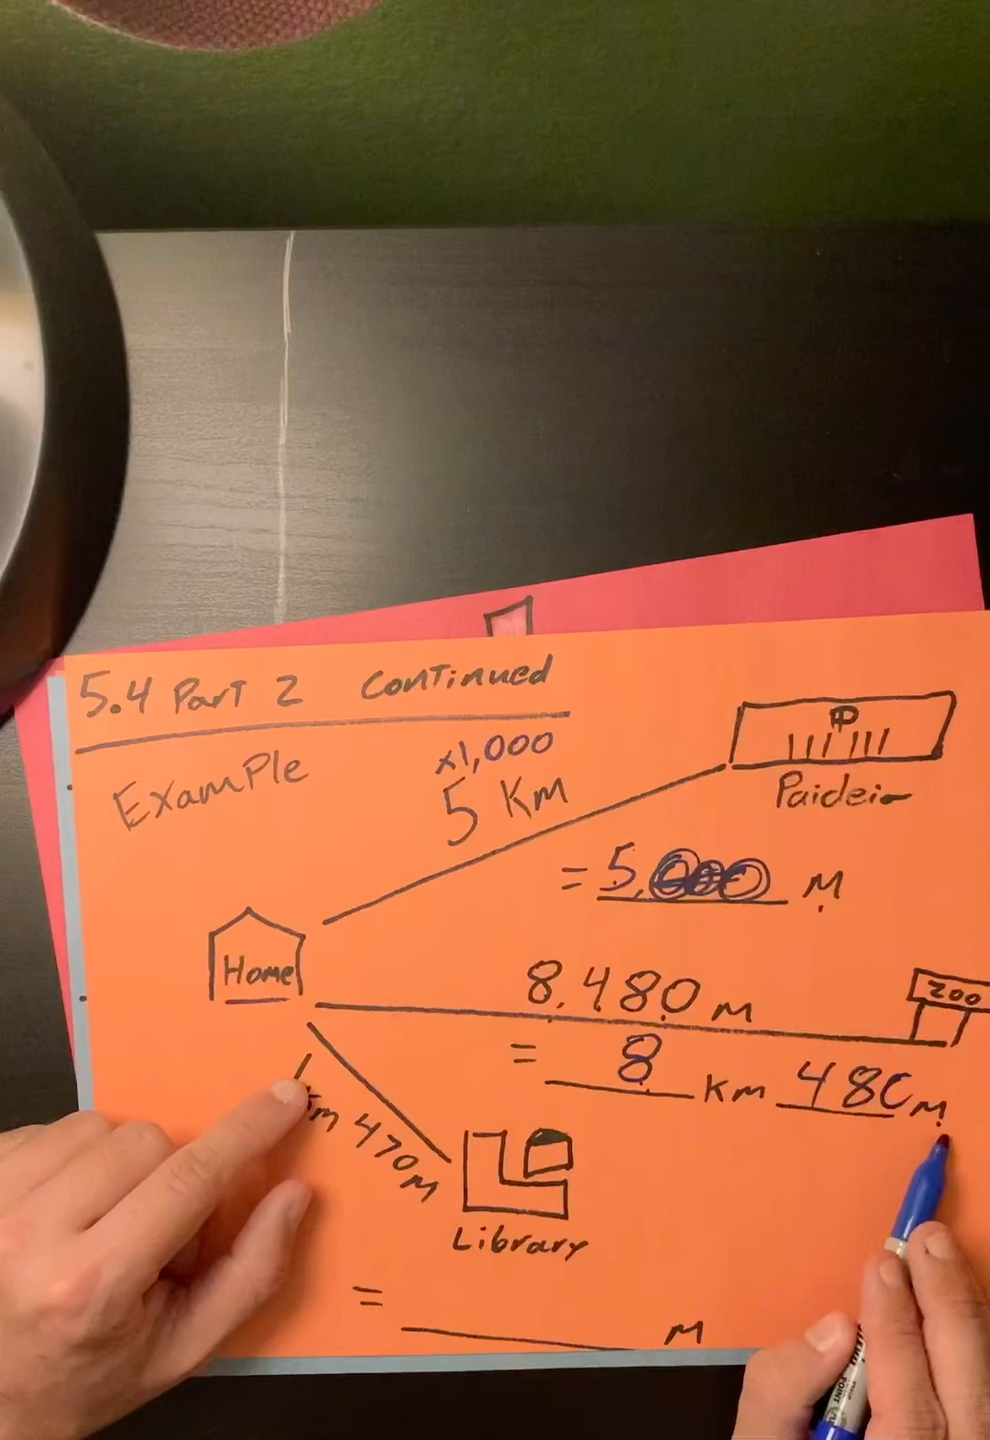 5.4 Part 2 Continued
Example
x1,000
5 Km
P
Paideia
= 5,000 M
Home
8,480 M
Zoo
= 8 Km 480 M
Km 470 M
Library
= M